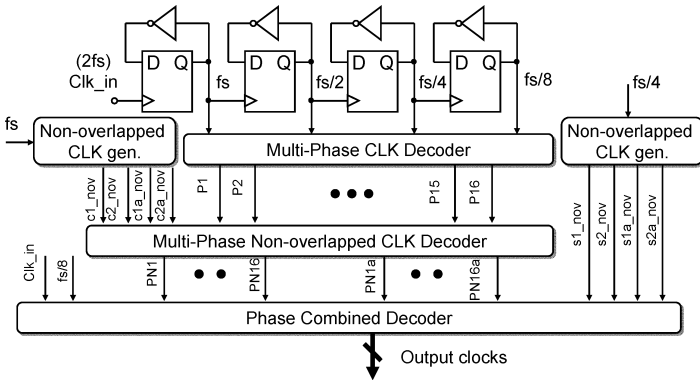 (2fs)
Clk_in
D Q
fs
D Q
fs/2
D Q
fs/4
D Q
fs/8
fs/4
fs
Non-overlapped
CLK gen.
Multi-Phase CLK Decoder
Non-overlapped
CLK gen.
c1_nov
c2_nov
c1a_nov
c2a_nov
P1
P2
P15
P16
s1_nov
s2_nov
s1a_nov
s2a_nov
Multi-Phase Non-overlapped CLK Decoder
Clk_in
fs/8
PN1
PN16
PN1a
PN16a
Phase Combined Decoder
Output clocks